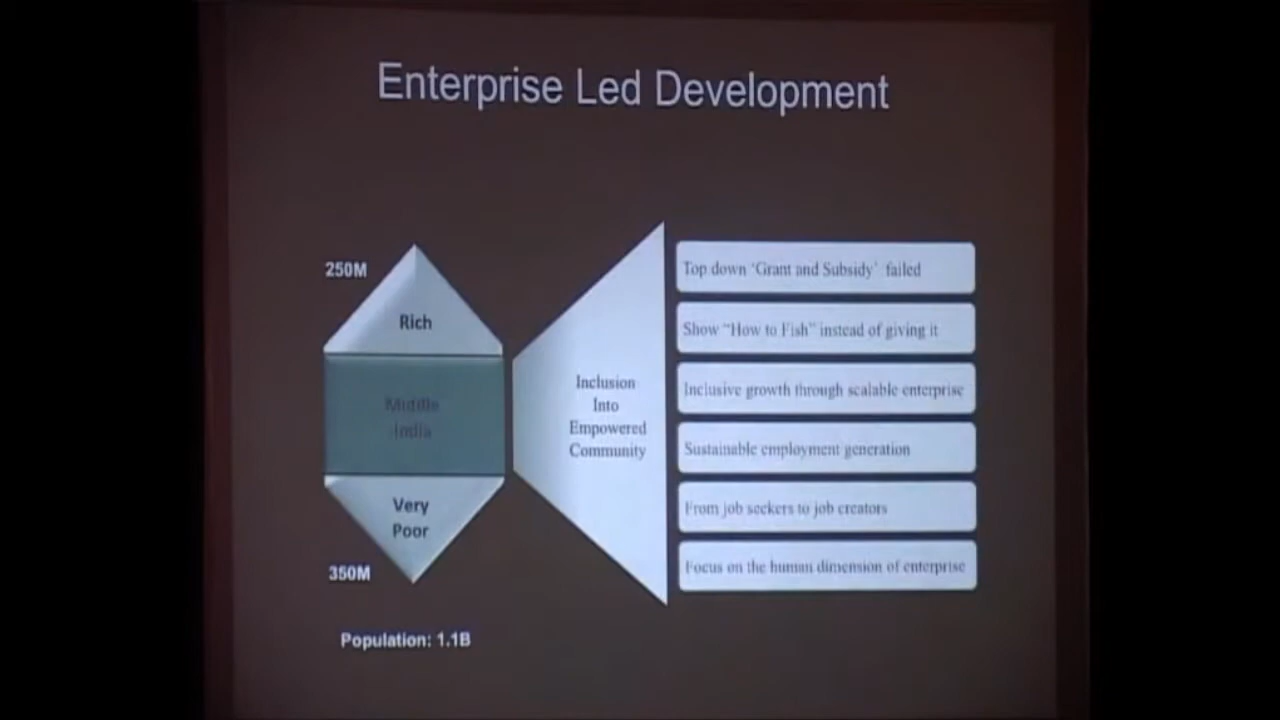 Enterprise Led Development
250M
Rich
Middle
India
Very
Poor
350M
Population: 1.1B
Inclusion
Into
Empowered
Community
Top down 'Grant and Subsidy' failed
Show "How to Fish" instead of giving it
Inclusive growth through scalable enterprise
Sustainable employment generation
From job seekers to job creators
Focus on the human dimension of enterprise